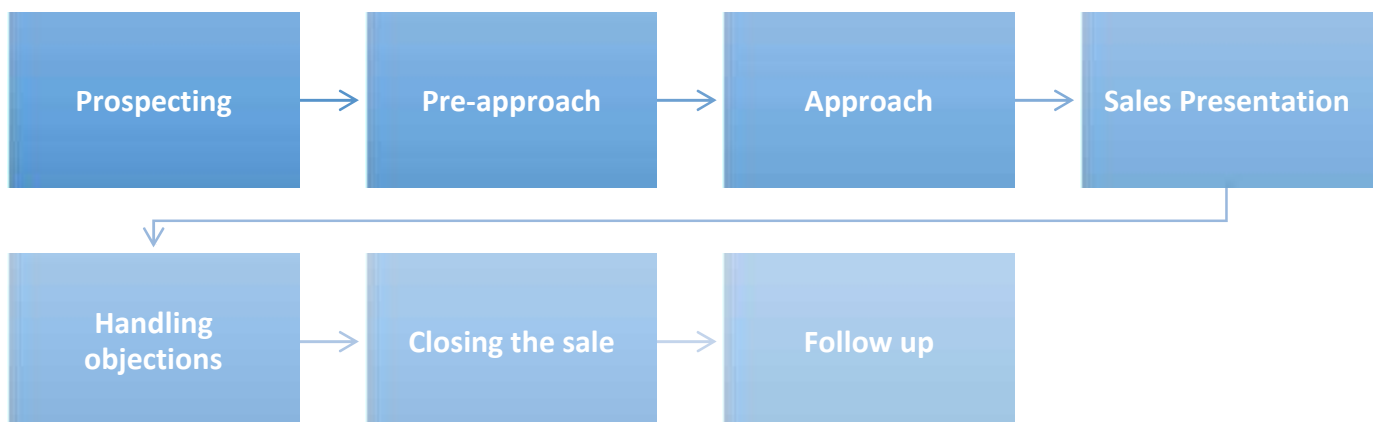 Prospecting
Pre-approach
Approach
Sales Presentation
Handling
objections
Closing the sale
Follow up